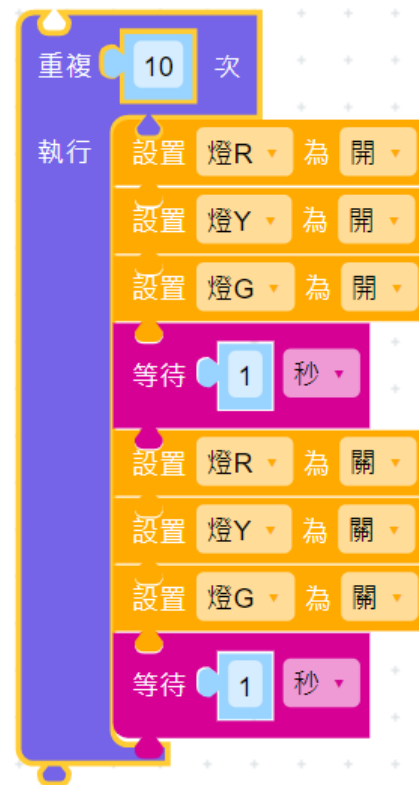 重複 10 次
執行 設置 燈R 為 開
設置 燈Y 為 開
設置 燈G 為 開
等待 1 秒
設置 燈R 為 關
設置 燈Y 為 關
設置 燈G 為 關
等待 1 秒